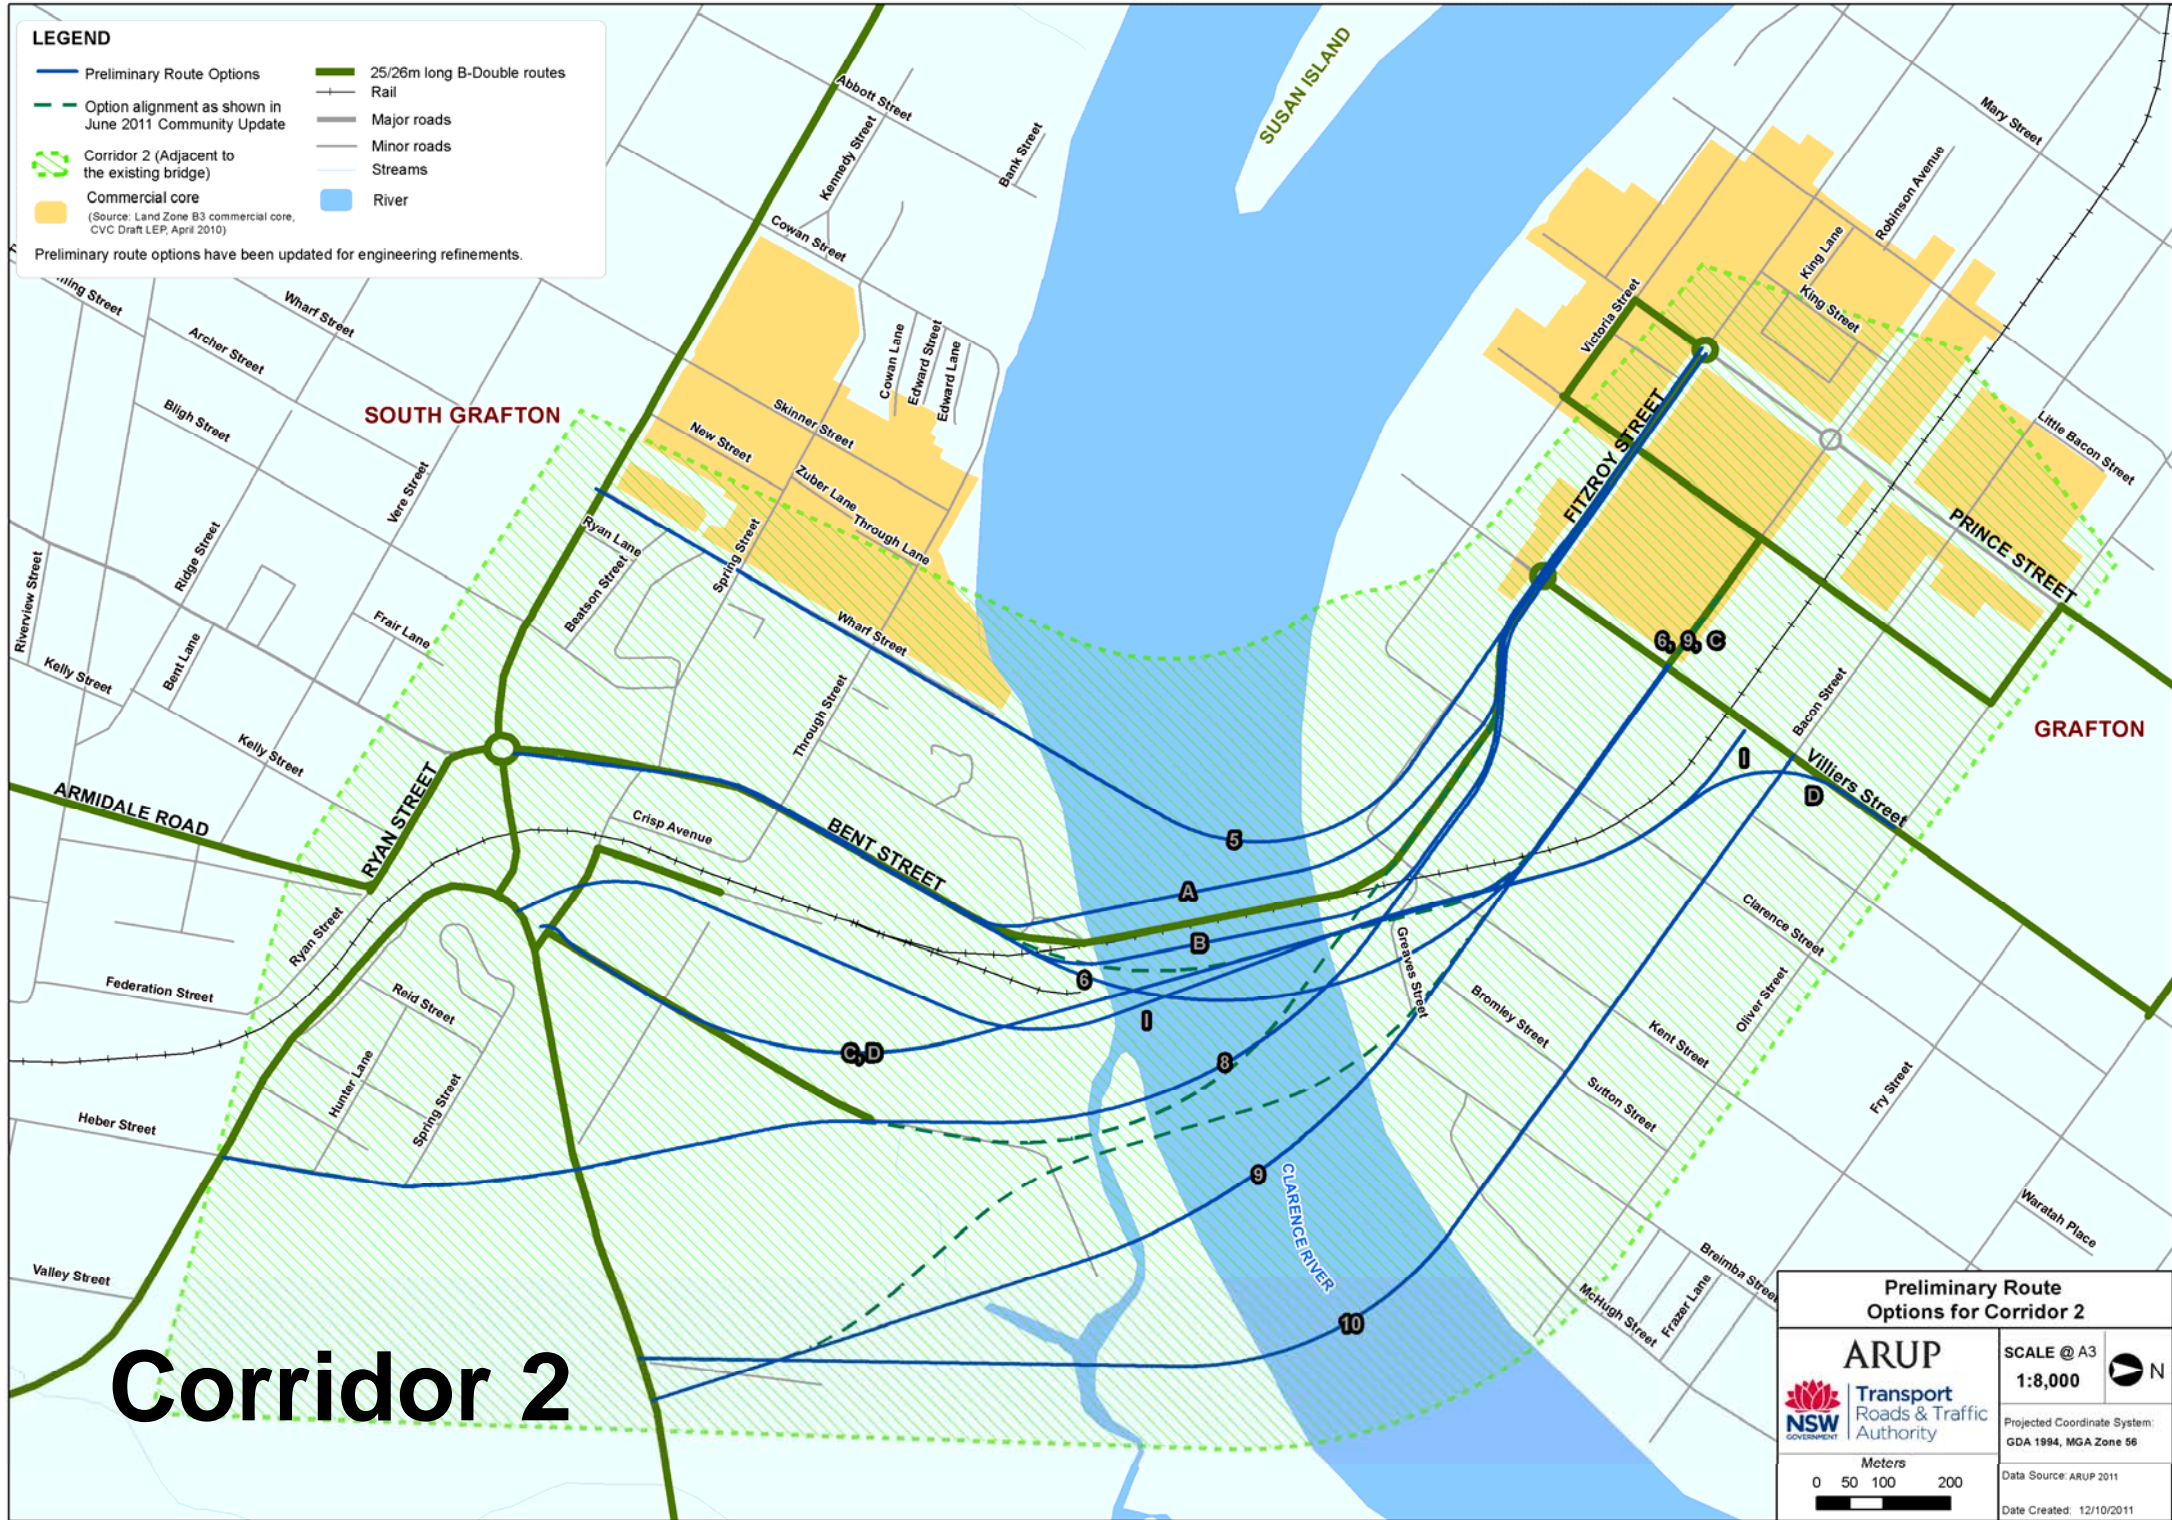 LEGEND
Preliminary Route Options
Option alignment as shown in
June 2011 Community Update
Corridor 2 (Adjacent to
the existing bridge)
Commercial core
(Source: Land Zone B3 commercial core,
CVC Draft LEP, April 2010)
25/26m long B-Double routes
Rail
Major roads
Minor roads
Streams
River
Preliminary route options have been updated for engineering refinements.
SUSAN ISLAND
Abbott Street
Kennedy Street
Bank Street
Cowan Street
Mary Street
Robinson Avenue
King Lane
King Street
Victoria Street
Wharf Street
Archer Street
Bligh Street
SOUTH GRAFTON
Cowan Lane
Edward Street
Edward Lane
Skinner Street
New Street
Zuber Lane
Through Lane
Vere Street
Ridge Street
Riverview Street
Ryan Lane
Beatson Street
Spring Street
Wharf Street
Through Street
FITZROY STREET
Little Bacon Street
PRINCE STREET
6, 9, C
Bacon Street
GRAFTON
Villiers Street
I
D
Frair Lane
Bent Lane
Kelly Street
Kelly Street
ARMIDALE ROAD
RYAN STREET
Crisp Avenue
BENT STREET
5
A
B
6
I
C, D
8
9
10
Ryan Street
Federation Street
Reid Street
Hunter Lane
Spring Street
Heber Street
Valley Street
Greaves Street
Bromley Street
Clarence Street
Oliver Street
Kent Street
Sutton Street
Fry Street
Waratah Place
Breimba Street
Frazer Lane
McHugh Street
CLARENCE RIVER
Corridor 2
Preliminary Route
Options for Corridor 2
ARUP
NSW
GOVERNMENT
Transport
Roads & Traffic
Authority
SCALE @ A3
1:8,000
N
Projected Coordinate System:
GDA 1994, MGA Zone 56
Meters
0 50 100 200
Data Source: ARUP 2011
Date Created: 12/10/2011